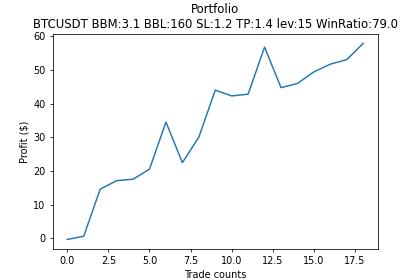 Portfolio
BTCUSDT BBM:3.1 BBL:160 SL:1.2 TP:1.4 lev:15 WinRatio:79.0
60
50
40
30
20
10
0
Profit ($)
0.0 2.5 5.0 7.5 10.0 12.5 15.0 17.5
Trade counts